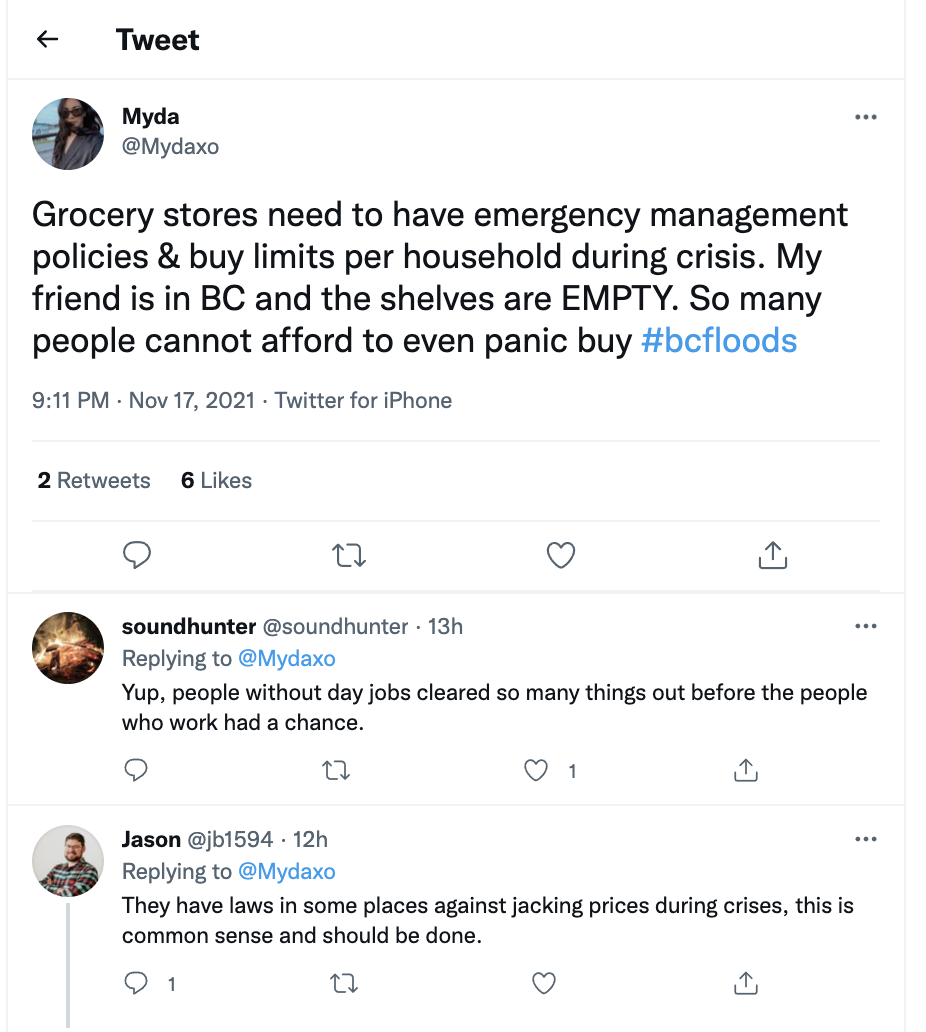 Tweet
Myda
@Mydaxo
Grocery stores need to have emergency management
policies & buy limits per household during crisis. My
friend is in BC and the shelves are EMPTY. So many
people cannot afford to even panic buy #bcfloods
9:11 PM · Nov 17, 2021 · Twitter for iPhone
2 Retweets 6 Likes
soundhunter @soundhunter · 13h
Replying to @Mydaxo
Yup, people without day jobs cleared so many things out before the people
who work had a chance.
1
Jason @jb1594 · 12h
Replying to @Mydaxo
They have laws in some places against jacking prices during crises, this is
common sense and should be done.
1